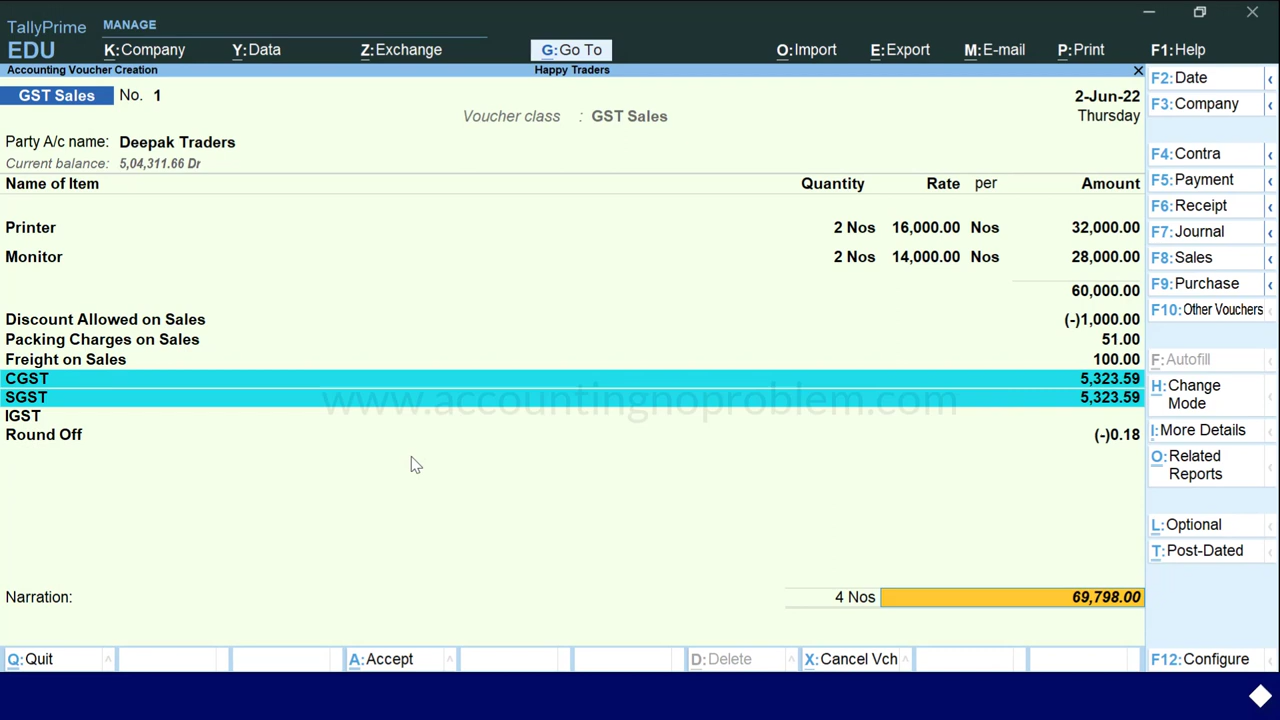 TallyPrime MANAGE
EDU K:Company Y:Data Z:Exchange G:Go To O:Import E:Export M:E-mail P:Print F1:Help
Accounting Voucher Creation Happy Traders
GST Sales No. 1 2-Jun-22
Voucher class : GST Sales Thursday
Party A/c name: Deepak Traders
Current balance: 5,04,311.66 Dr
Name of Item Quantity Rate per Amount
Printer 2 Nos 16,000.00 Nos 32,000.00
Monitor 2 Nos 14,000.00 Nos 28,000.00
60,000.00
Discount Allowed on Sales (-)1,000.00
Packing Charges on Sales 51.00
Freight on Sales 100.00
CGST 5,323.59
SGST 5,323.59
www.accountingnoproblem.com
IGST
Round Off (-)0.18
Narration: 4 Nos 69,798.00
F2:Date
F3:Company
F4:Contra
F5:Payment
F6:Receipt
F7:Journal
F8:Sales
F9:Purchase
F10:Other Vouchers
F:Autofill
H:Change
Mode
I:More Details
O:Related
Reports
L:Optional
T:Post-Dated
Q:Quit A:Accept D:Delete X:Cancel Vch F12:Configure